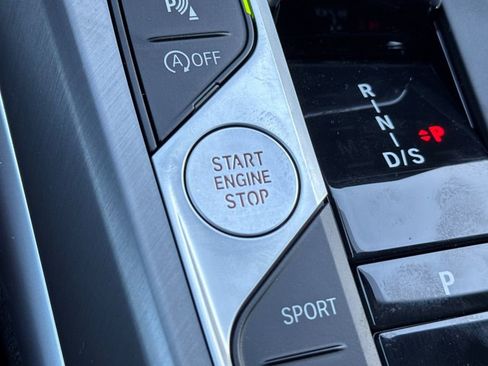 P
A OFF
START
ENGINE
STOP
SPORT
R
N
D/S
P
P